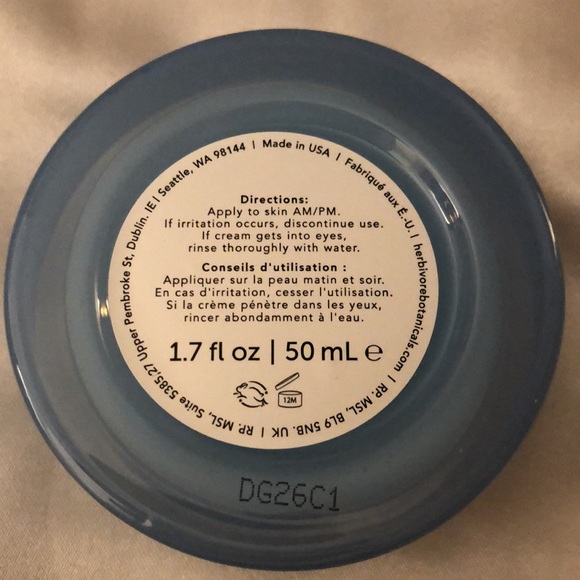 Seattle, WA 98144 | Made in USA | Fabriqué aux É.-U. | herbivorebotanicals.com | RP. MSL, BL9 5NB. UK | RP. MSL, Suite 5385,27 Upper Pembroke St, Dublin. IE |
Directions:
Apply to skin AM/PM.
If irritation occurs, discontinue use.
If cream gets into eyes,
rinse thoroughly with water.
Conseils d'utilisation :
Appliquer sur la peau matin et soir.
En cas d'irritation, cesser l'utilisation.
Si la crème pénètre dans les yeux,
rincer abondamment à l'eau.
1.7 fl oz | 50 mL ℮
12M
DG26C1